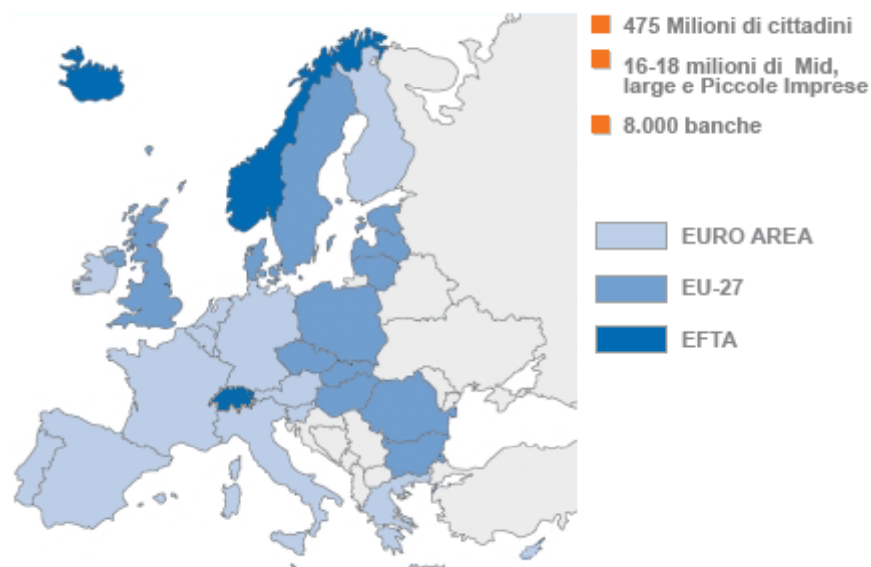 475 Milioni di cittadini
16-18 milioni di Mid,
large e Piccole Imprese
8.000 banche
EURO AREA
EU-27
EFTA